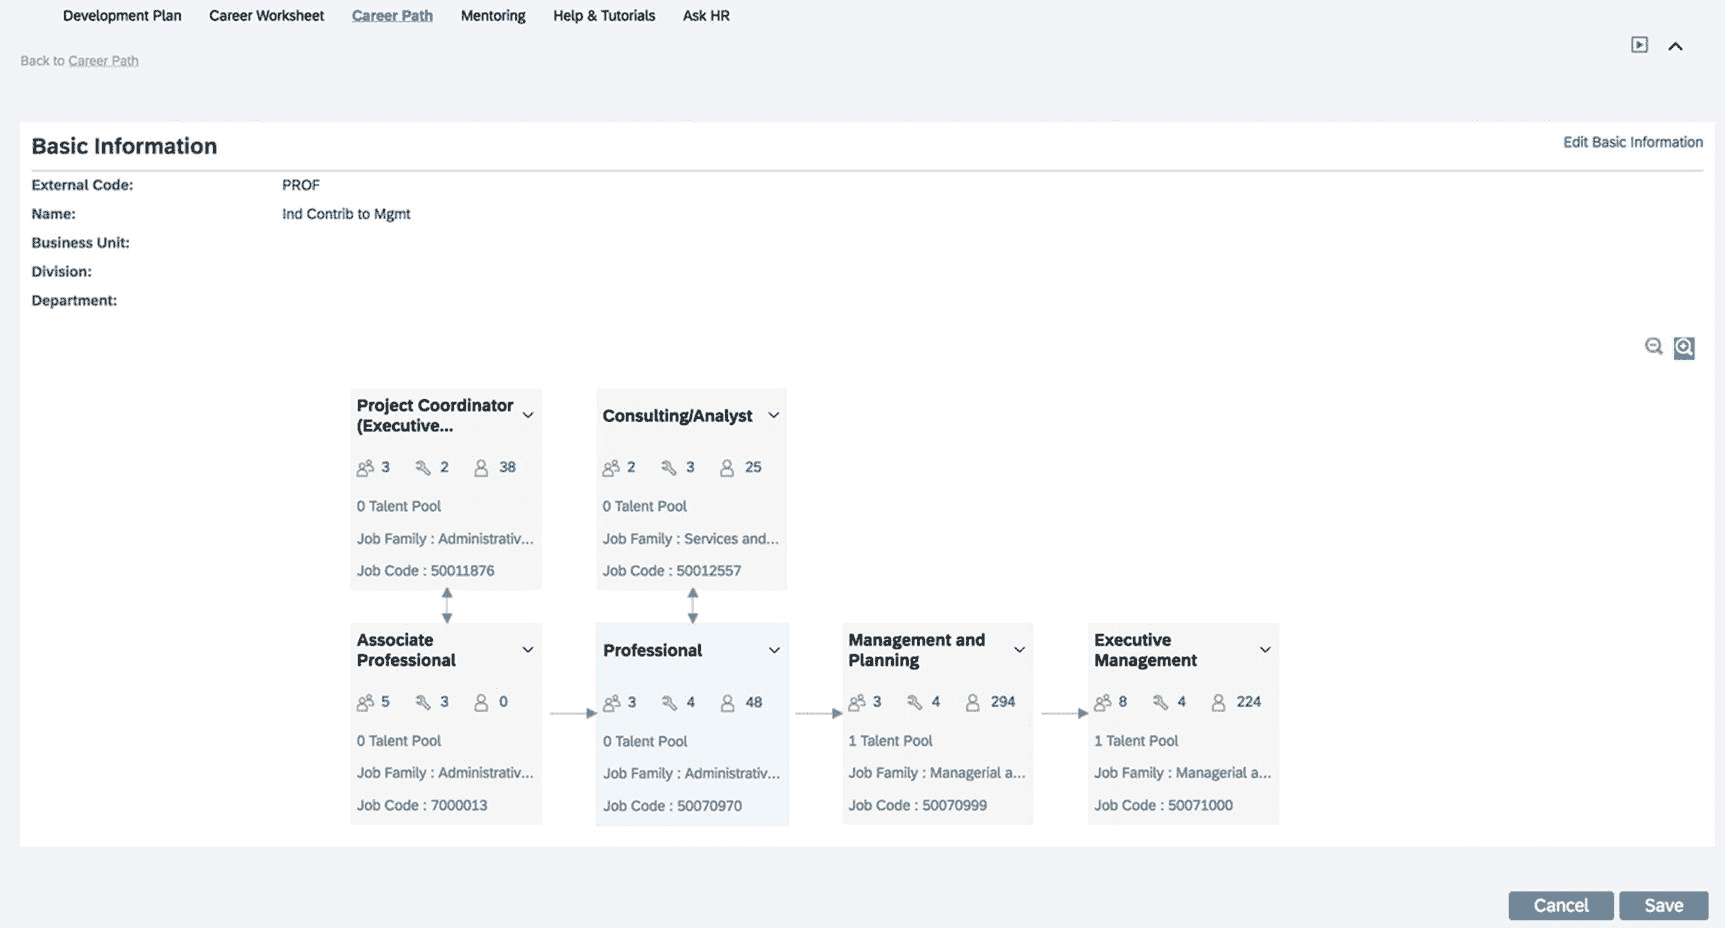 Development Plan Career Worksheet Career Path Mentoring Help & Tutorials Ask HR
Back to Career Path
Basic Information
Edit Basic Information
External Code: PROF
Name: Ind Contrib to Mgmt
Business Unit:
Division:
Department:
Project Coordinator
(Executive...
3 2 38
0 Talent Pool
Job Family : Administrativ...
Job Code : 50011876
Consulting/Analyst
2 3 25
0 Talent Pool
Job Family : Services and...
Job Code : 50012557
Associate
Professional
5 3 0
0 Talent Pool
Job Family : Administrativ...
Job Code : 7000013
Professional
3 4 48
0 Talent Pool
Job Family : Administrativ...
Job Code : 50070970
Management and
Planning
3 4 294
1 Talent Pool
Job Family : Managerial a...
Job Code : 50070999
Executive
Management
8 4 224
1 Talent Pool
Job Family : Managerial a...
Job Code : 50071000
Cancel Save